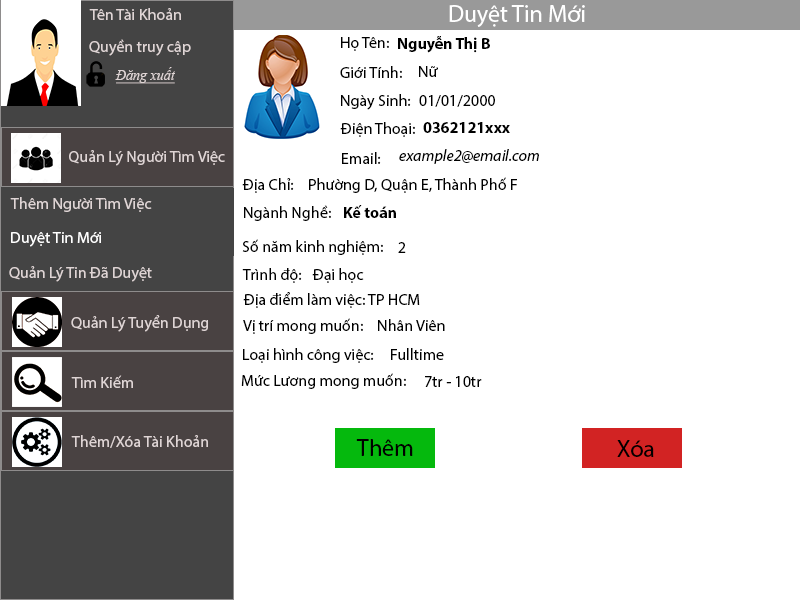 Tên Tài Khoản
Quyền truy cập
Đăng xuất
Quản Lý Người Tìm Việc
Thêm Người Tìm Việc
Duyệt Tin Mới
Quản Lý Tin Đã Duyệt
Quản Lý Tuyển Dụng
Tìm Kiếm
Thêm/Xóa Tài Khoản
Duyệt Tin Mới
Họ Tên: Nguyễn Thị B
Giới Tính: Nữ
Ngày Sinh: 01/01/2000
Điện Thoại: 0362121xxx
Email: example2@email.com
Địa Chỉ: Phường D, Quận E, Thành Phố F
Ngành Nghề: Kế toán
Số năm kinh nghiệm: 2
Trình độ: Đại học
Địa điểm làm việc: TP HCM
Vị trí mong muốn: Nhân Viên
Loại hình công việc: Fulltime
Mức Lương mong muốn: 7tr - 10tr
Thêm Xóa